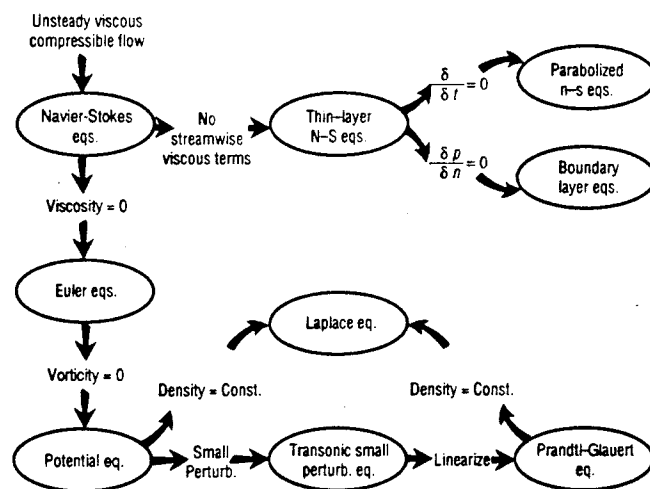 Unsteady viscous
compressible flow
Navier-Stokes
eqs.
No
streamwise
viscous terms
Thin-layer
N-S eqs.
δ/δt=0
Parabolized
n-s eqs.
δp/δn=0
Boundary
layer eqs.
Viscosity = 0
Euler eqs.
Laplace eq.
Vorticity = 0
Density = Const.
Density = Const.
Potential eq.
Small
Perturb.
Transonic small
perturb. eq.
Linearize
Prandtl-Glauert
eq.